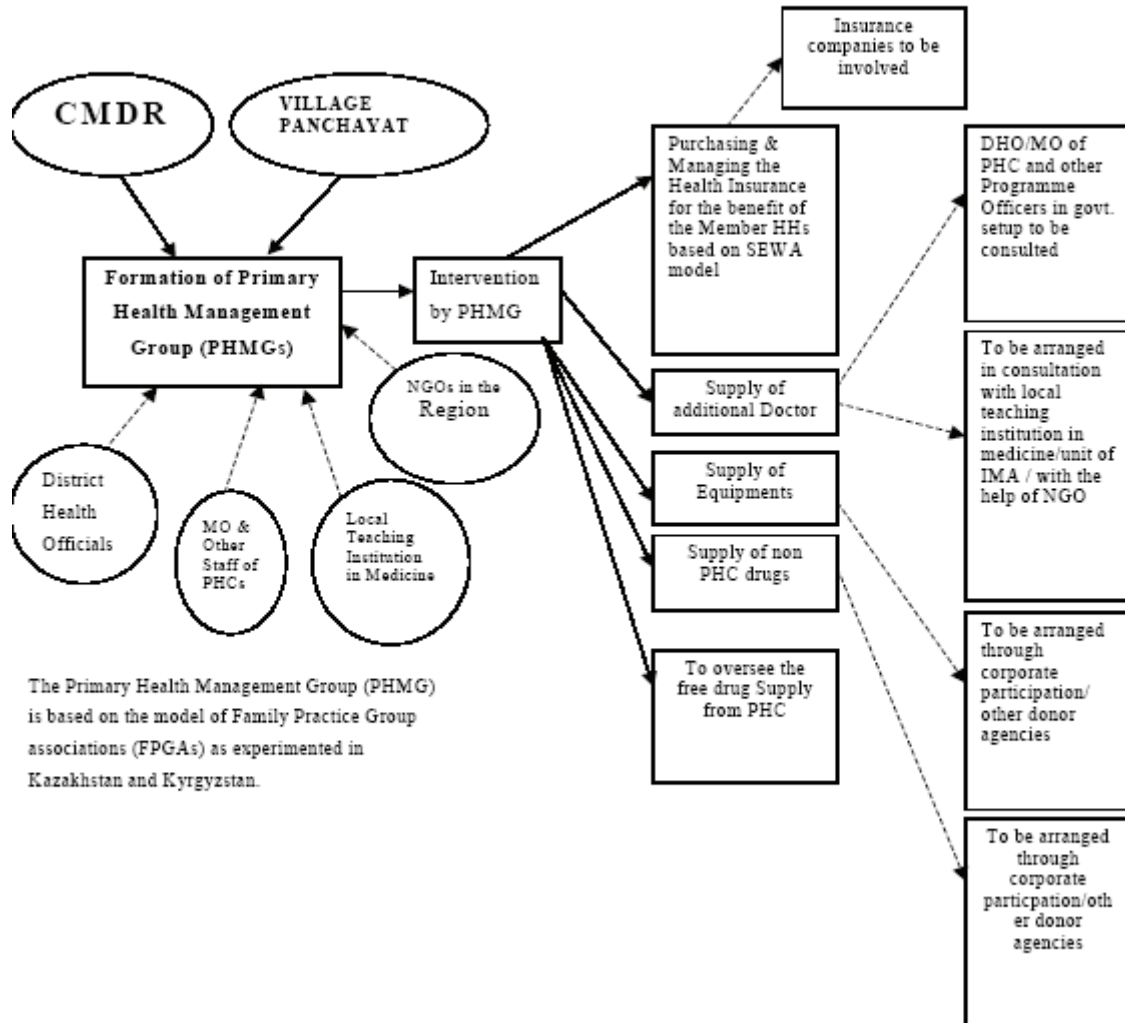 Insurance
companies to be
involved
CMDR
VILLAGE
PANCHAYAT
Purchasing &
Managing the
Health Insurance
for the benefit of
the Member HHs
based on SEWA
model
DHO/MO of
PHC and other
Programme
Officers in govt.
setup to be
consulted
Formation of Primary
Health Management
Group (PHMGs)
Intervention
by PHMG
To be arranged
in consultation
with local
teaching
institution in
medicine/unit of
IMA / with the
help of NGO
NGOs in the
Region
Supply of
additional Doctor
Supply of
Equipments
District
Health
Officials
MO &
Other
Staff of
PHCs
Local
Teaching
Institution
in Medicine
Supply of non
PHC drugs
To be arranged
through
corporate
participation/
other donor
agencies
To oversee the
free drug Supply
from PHC
The Primary Health Management Group (PHMG)
is based on the model of Family Practice Group
associations (FPGAs) as experimented in
Kazakhstan and Kyrgyzstan.
To be arranged
through
corporate
particpation/oth
er donor
agencies